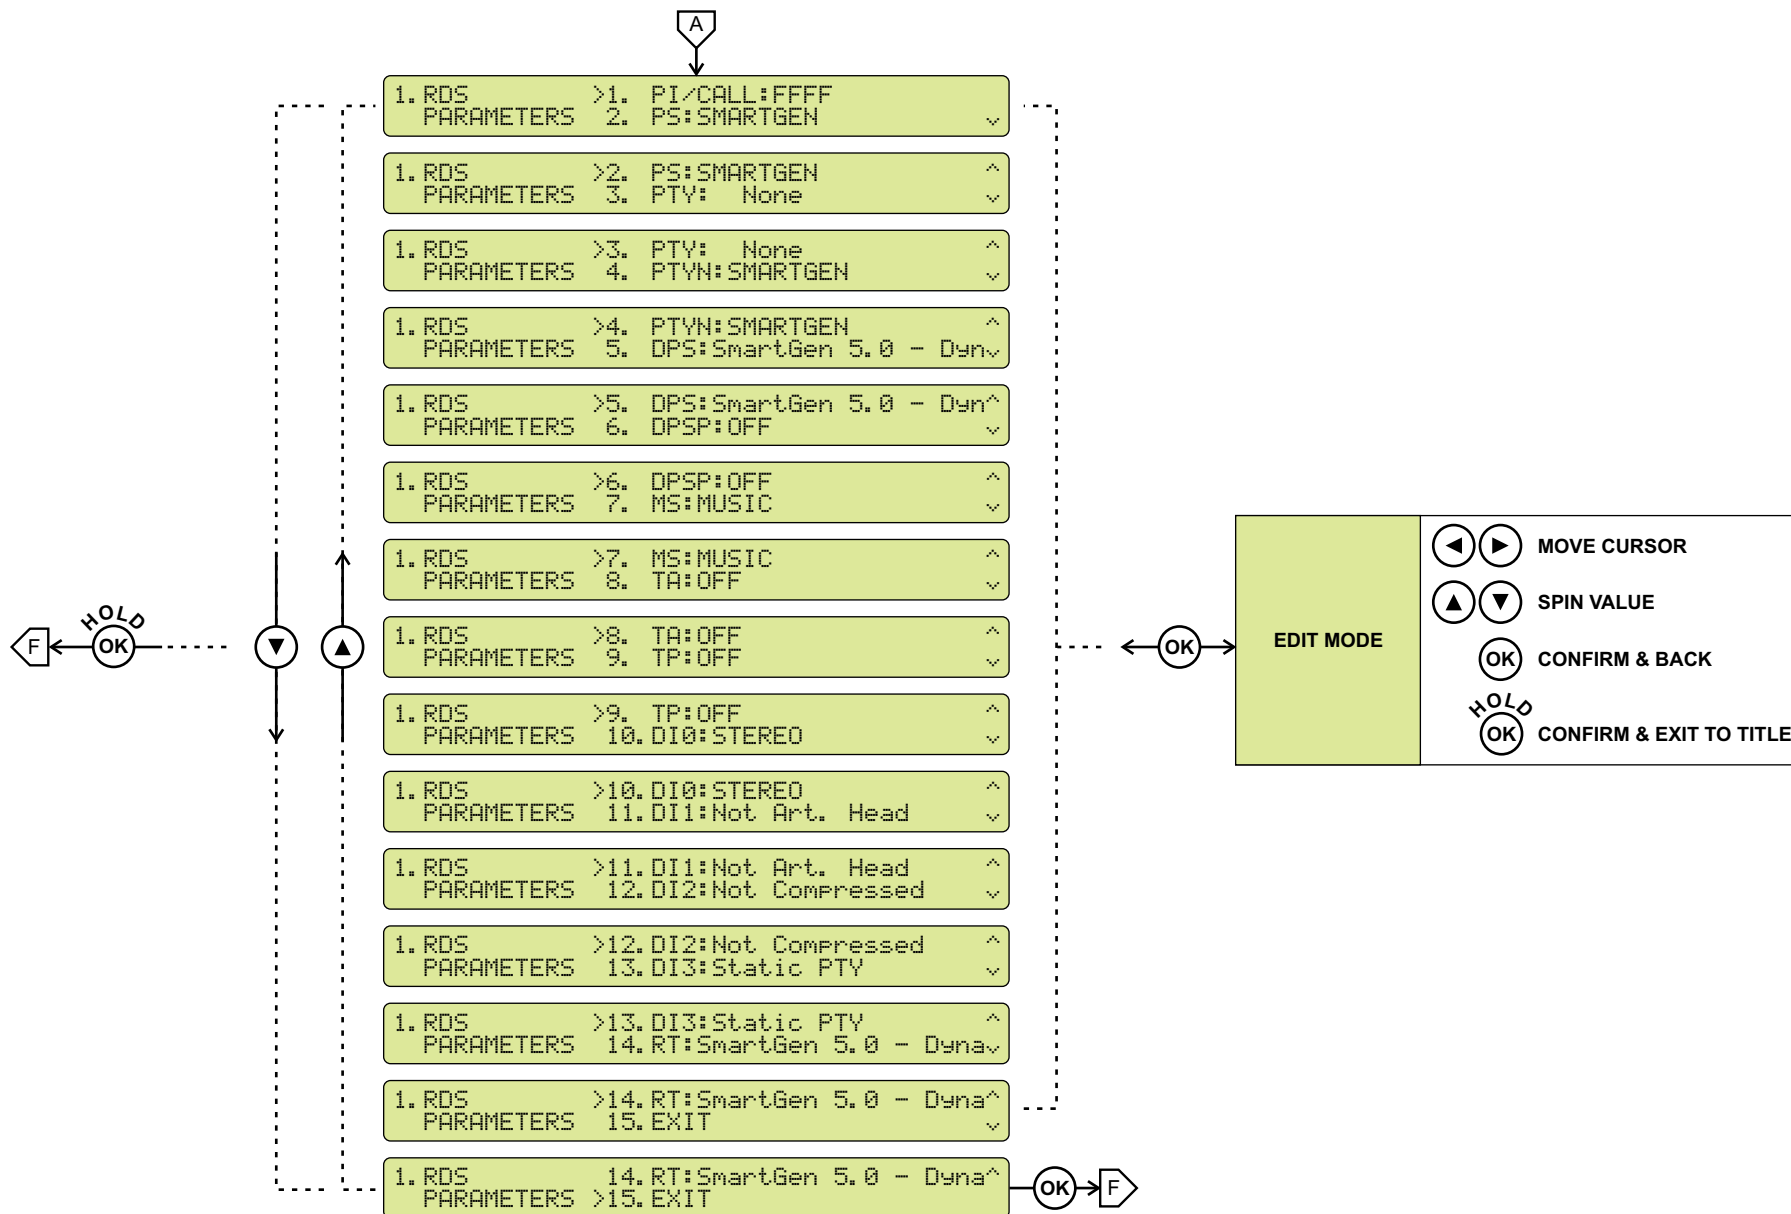 A
1. RDS >1. PI/CALL:FFFF
PARAMETERS 2. PS:SMARTGEN ⌄
1. RDS >2. PS:SMARTGEN ^
PARAMETERS 3. PTY: None ⌄
1. RDS >3. PTY: None ^
PARAMETERS 4. PTYN:SMARTGEN ⌄
1. RDS >4. PTYN:SMARTGEN ^
PARAMETERS 5. DPS:SmartGen 5.0 - Dyn⌄
1. RDS >5. DPS:SmartGen 5.0 - Dyn^
PARAMETERS 6. DPSP:OFF ⌄
1. RDS >6. DPSP:OFF ^
PARAMETERS 7. MS:MUSIC ⌄
1. RDS >7. MS:MUSIC ^
PARAMETERS 8. TA:OFF ⌄
1. RDS >8. TA:OFF ^
PARAMETERS 9. TP:OFF ⌄
1. RDS >9. TP:OFF ^
PARAMETERS 10.DI0:STEREO ⌄
1. RDS >10.DI0:STEREO ^
PARAMETERS 11.DI1:Not Art. Head ⌄
1. RDS >11.DI1:Not Art. Head ^
PARAMETERS 12.DI2:Not Compressed ⌄
1. RDS >12.DI2:Not Compressed ^
PARAMETERS 13.DI3:Static PTY ⌄
1. RDS >13.DI3:Static PTY ^
PARAMETERS 14.RT:SmartGen 5.0 - Dyna⌄
1. RDS >14.RT:SmartGen 5.0 - Dyna^
PARAMETERS 15.EXIT ⌄
1. RDS 14.RT:SmartGen 5.0 - Dyna^
PARAMETERS >15.EXIT
OK F
F HOLD OK ▼ ▲
OK
EDIT MODE
◄ ► MOVE CURSOR
▲ ▼ SPIN VALUE
OK CONFIRM & BACK
HOLD
OK CONFIRM & EXIT TO TITLE